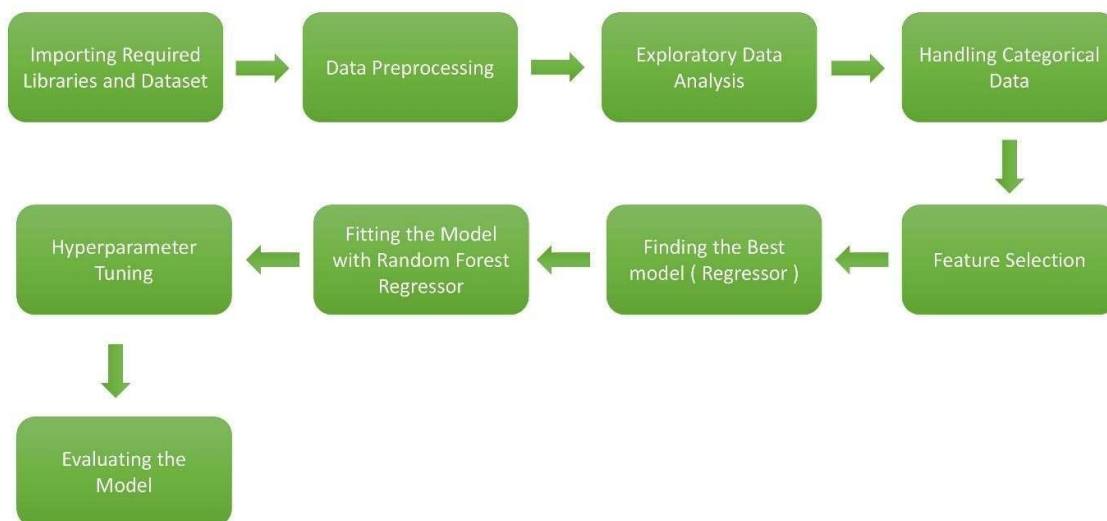 Importing Required
Libraries and Dataset
Data Preprocessing
Exploratory Data
Analysis
Handling Categorical
Data
Feature Selection
Finding the Best
model ( Regressor )
Fitting the Model
with Random Forest
Regressor
Hyperparameter
Tuning
Evaluating the
Model